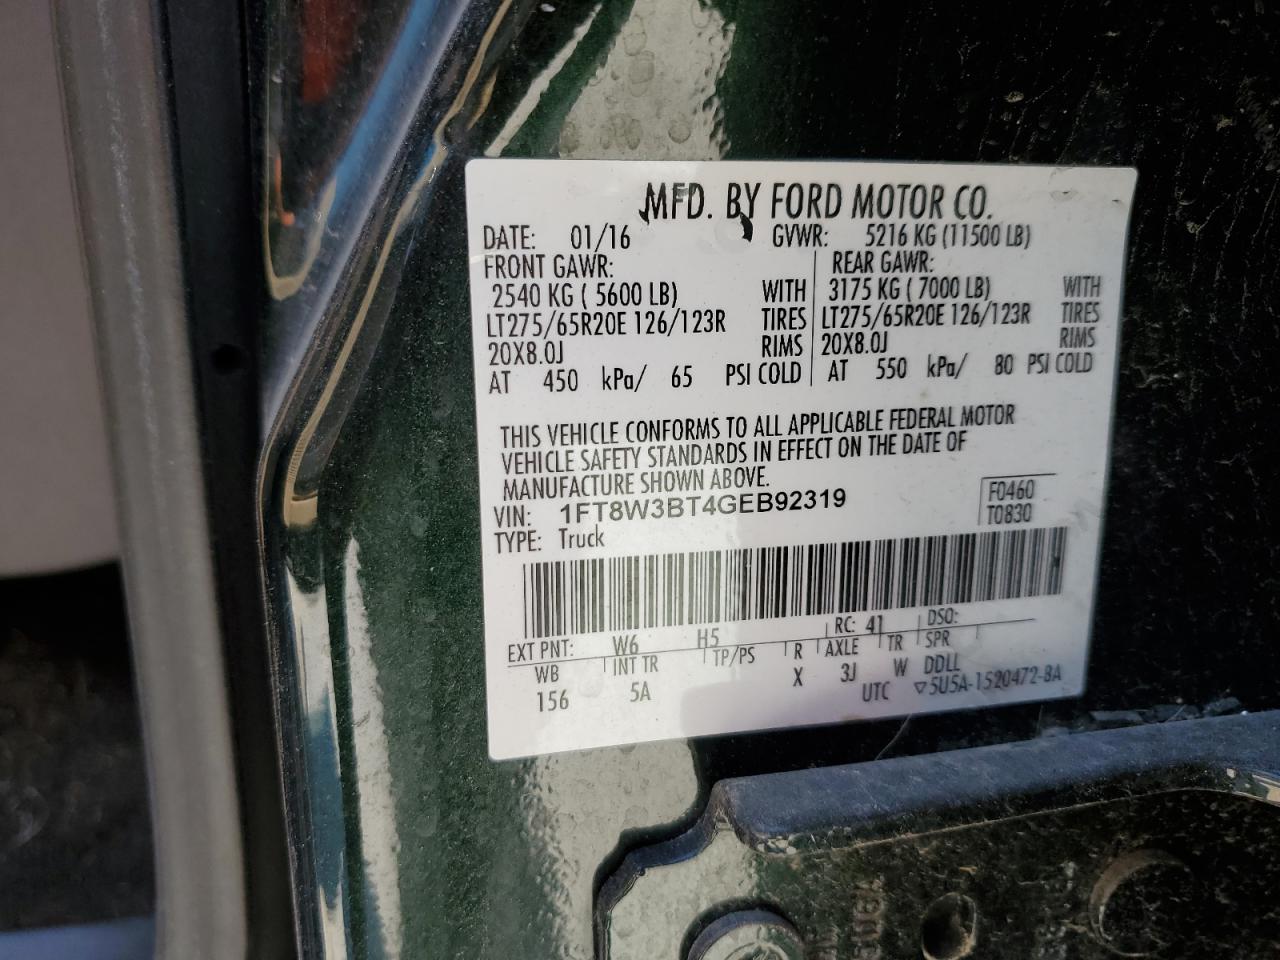 MFD. BY FORD MOTOR CO.
DATE: 01/16 GVWR: 5216 KG (11500 LB)
FRONT GAWR: REAR GAWR:
2540 KG ( 5600 LB) WITH 3175 KG ( 7000 LB) WITH
LT275/65R20E 126/123R TIRES LT275/65R20E 126/123R TIRES
20X8.0J RIMS 20X8.0J RIMS
AT 450 kPa/ 65 PSI COLD AT 550 kPa/ 80 PSI COLD
THIS VEHICLE CONFORMS TO ALL APPLICABLE FEDERAL MOTOR
VEHICLE SAFETY STANDARDS IN EFFECT ON THE DATE OF
MANUFACTURE SHOWN ABOVE.
VIN: 1FT8W3BT4GEB92319 F0460
TYPE: Truck T0830
EXT PNT: W6 H5 RC: 41 DSO:
WB INT TR TP/PS R AXLE TR SPR
156 5A X 3J W DDLL
UTC ▽5U5A-1520472-BA